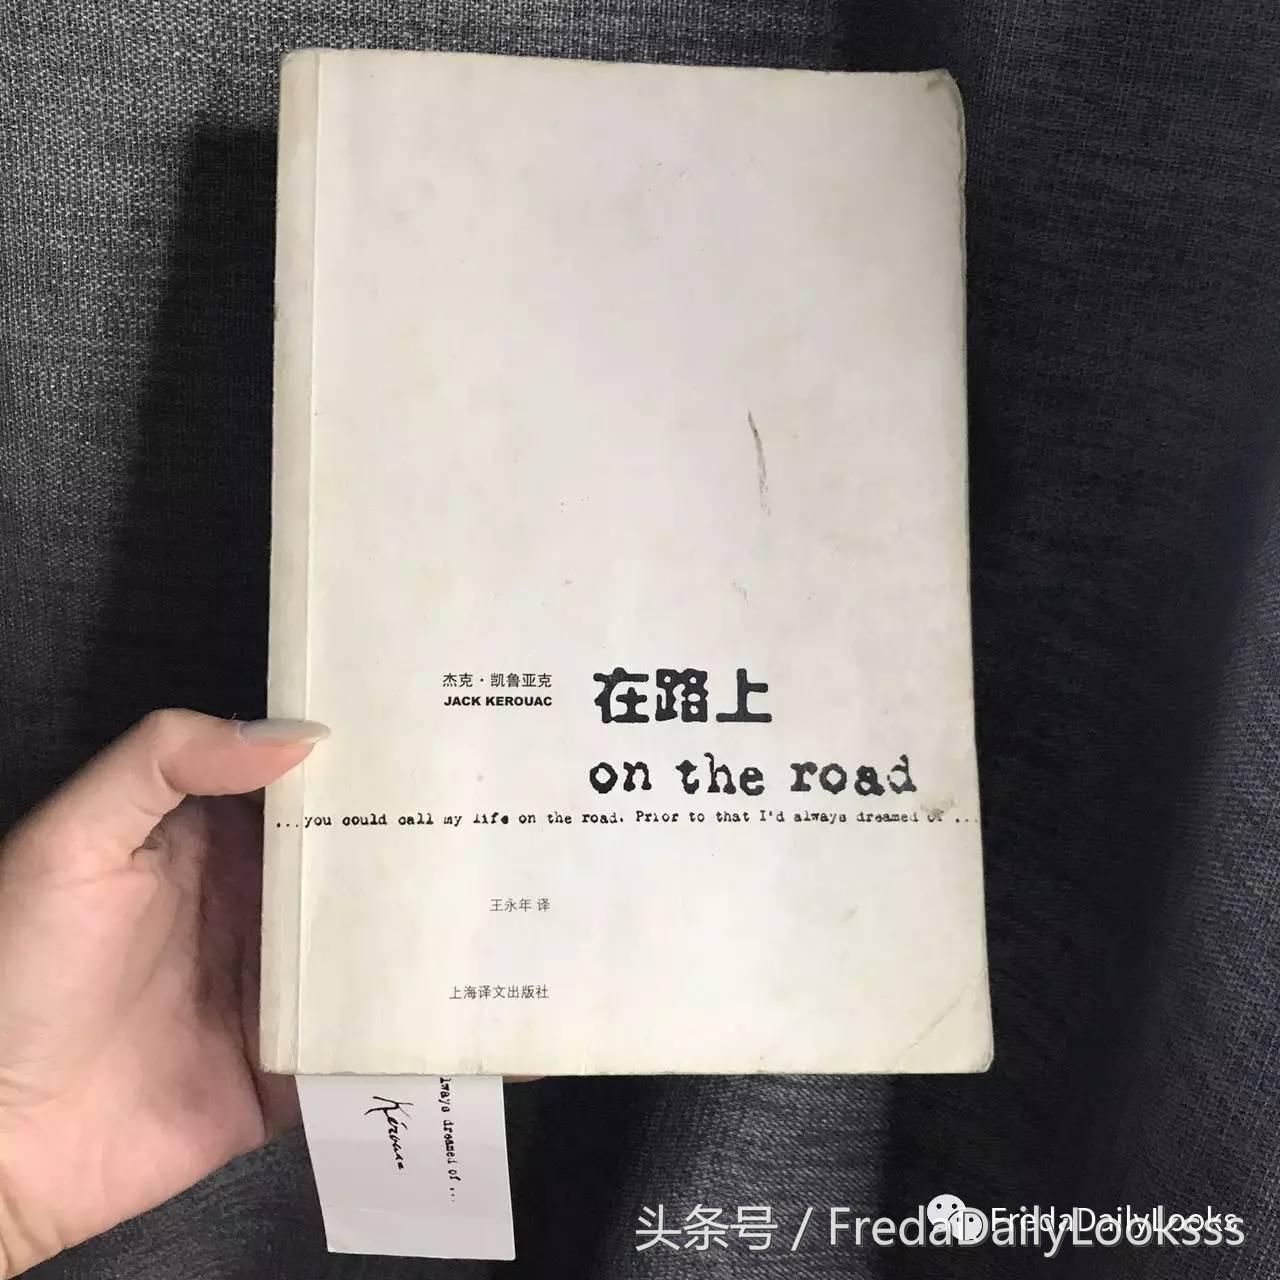 杰克·凯鲁亚克
JACK KEROUAC
在路上
on the road
...you could call my life on the road. Prior to that I'd always dreamed of ...
王永年 译
上海译文出版社
always dreamed of ...
Kerouac
FredaDailyLooks
头条号 / FredaDailyLooksss